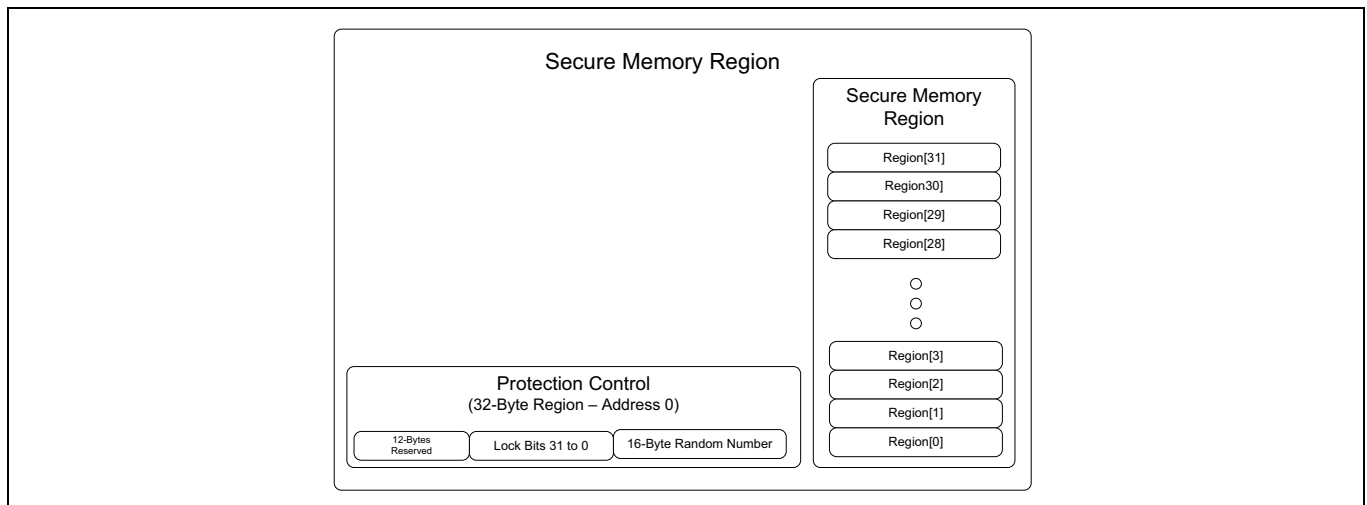 Secure Memory Region
Secure Memory
Region
Region[31]
Region30]
Region[29]
Region[28]
Region[3]
Region[2]
Region[1]
Region[0]
Protection Control
(32-Byte Region – Address 0)
12-Bytes
Reserved
Lock Bits 31 to 0
16-Byte Random Number